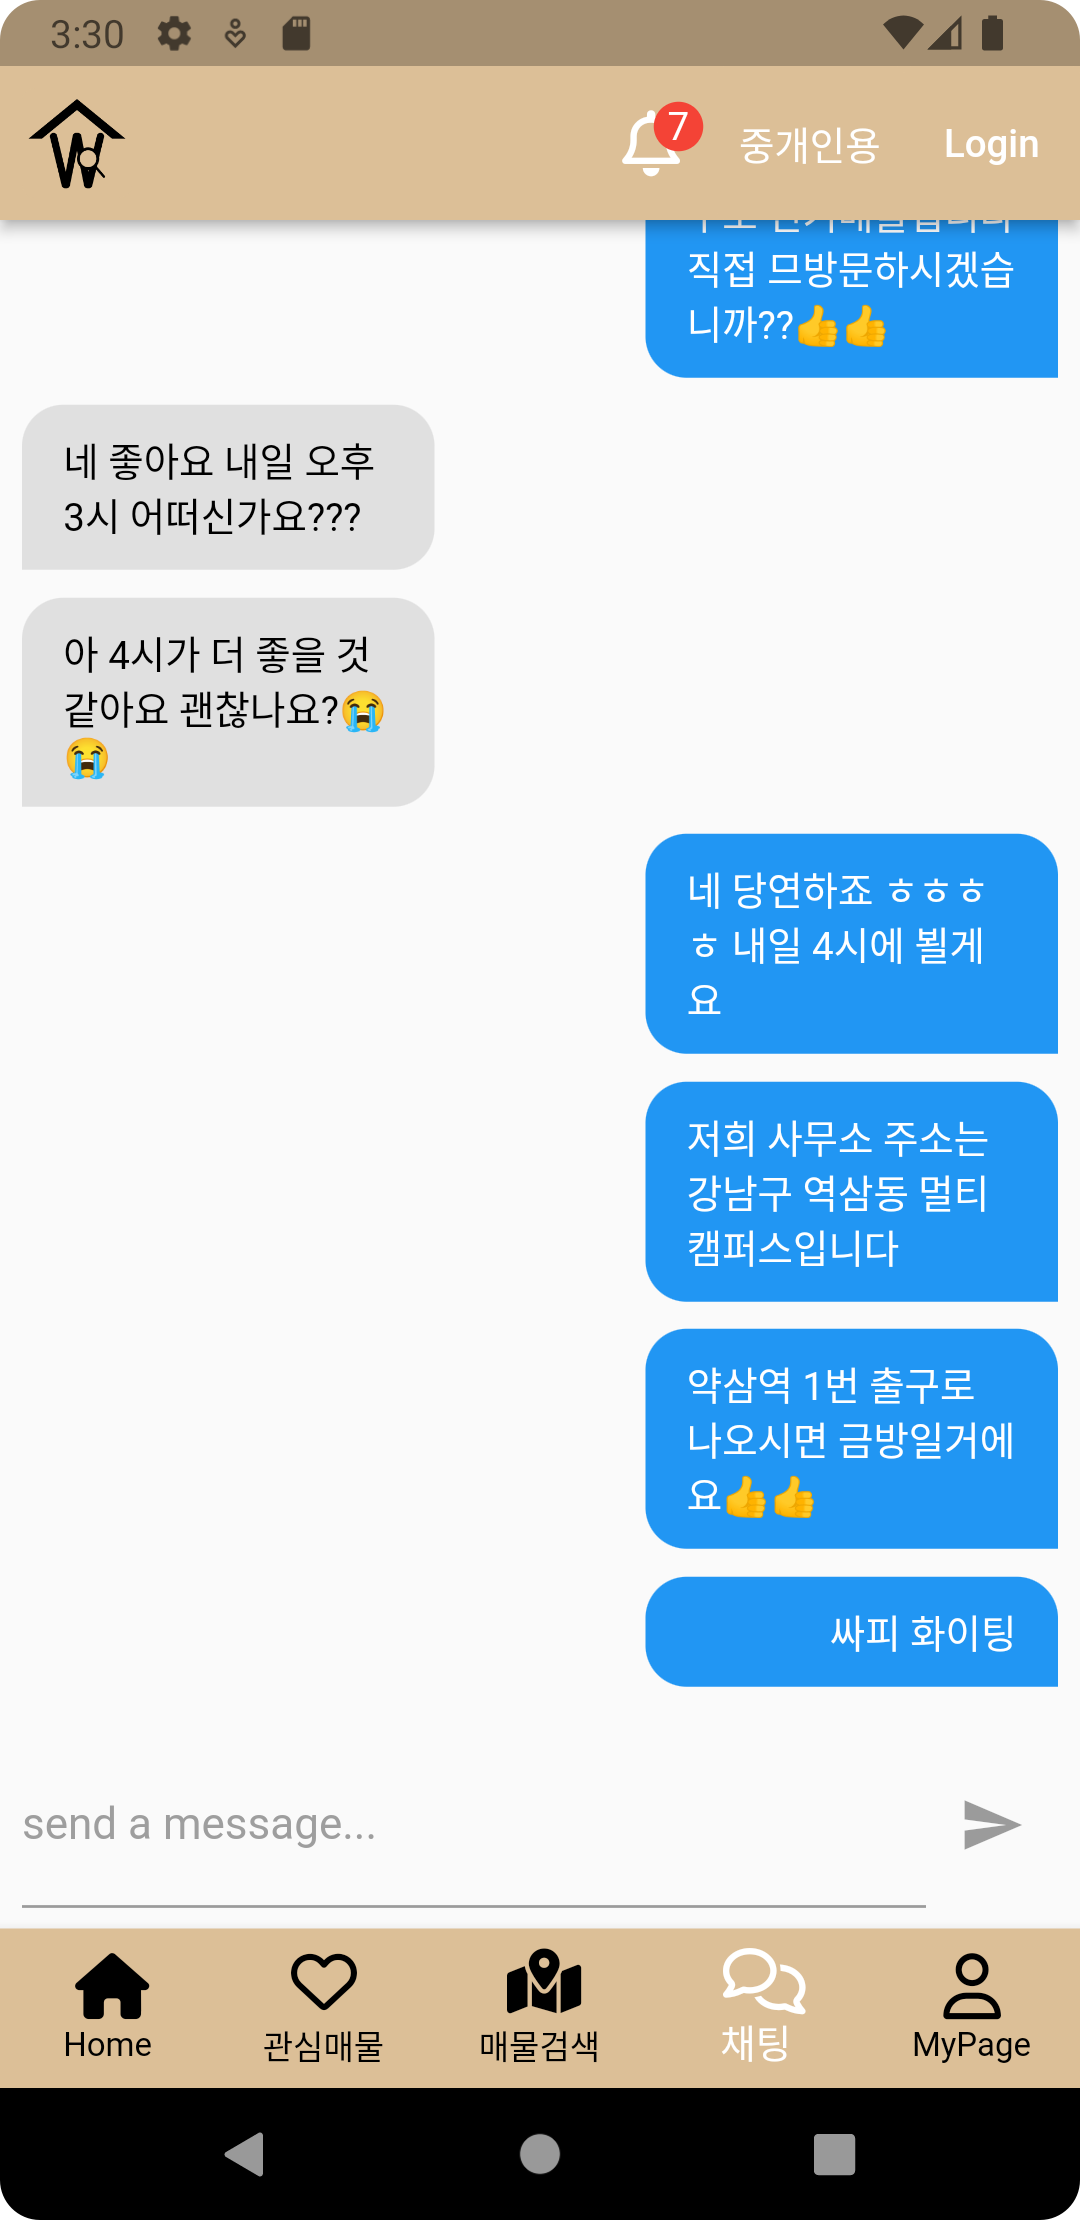 3:30
7
중개인용
Login
직접 므방문하시겠습
니까??👍👍
네 좋아요 내일 오후
3시 어떠신가요???
아 4시가 더 좋을 것
같아요 괜찮나요?😭
😭
네 당연하죠 ㅎㅎㅎ
ㅎ 내일 4시에 뵐게
요
저희 사무소 주소는
강남구 역삼동 멀티
캠퍼스입니다
약삼역 1번 출구로
나오시면 금방일거에
요👍👍
싸피 화이팅
send a message...
Home
관심매물
매물검색
채팅
MyPage